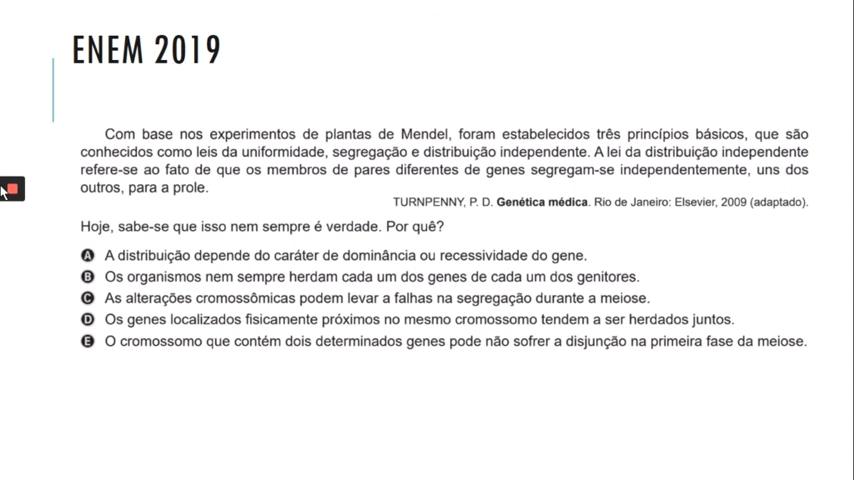 ENEM 2019
Com base nos experimentos de plantas de Mendel, foram estabelecidos três princípios básicos, que são
conhecidos como leis da uniformidade, segregação e distribuição independente. A lei da distribuição independente
refere-se ao fato de que os membros de pares diferentes de genes segregam-se independentemente, uns dos
outros, para a prole.
TURNPENNY, P. D. Genética médica. Rio de Janeiro: Elsevier, 2009 (adaptado).
Hoje, sabe-se que isso nem sempre é verdade. Por quê?
A A distribuição depende do caráter de dominância ou recessividade do gene.
B Os organismos nem sempre herdam cada um dos genes de cada um dos genitores.
C As alterações cromossômicas podem levar a falhas na segregação durante a meiose.
D Os genes localizados fisicamente próximos no mesmo cromossomo tendem a ser herdados juntos.
E O cromossomo que contém dois determinados genes pode não sofrer a disjunção na primeira fase da meiose.